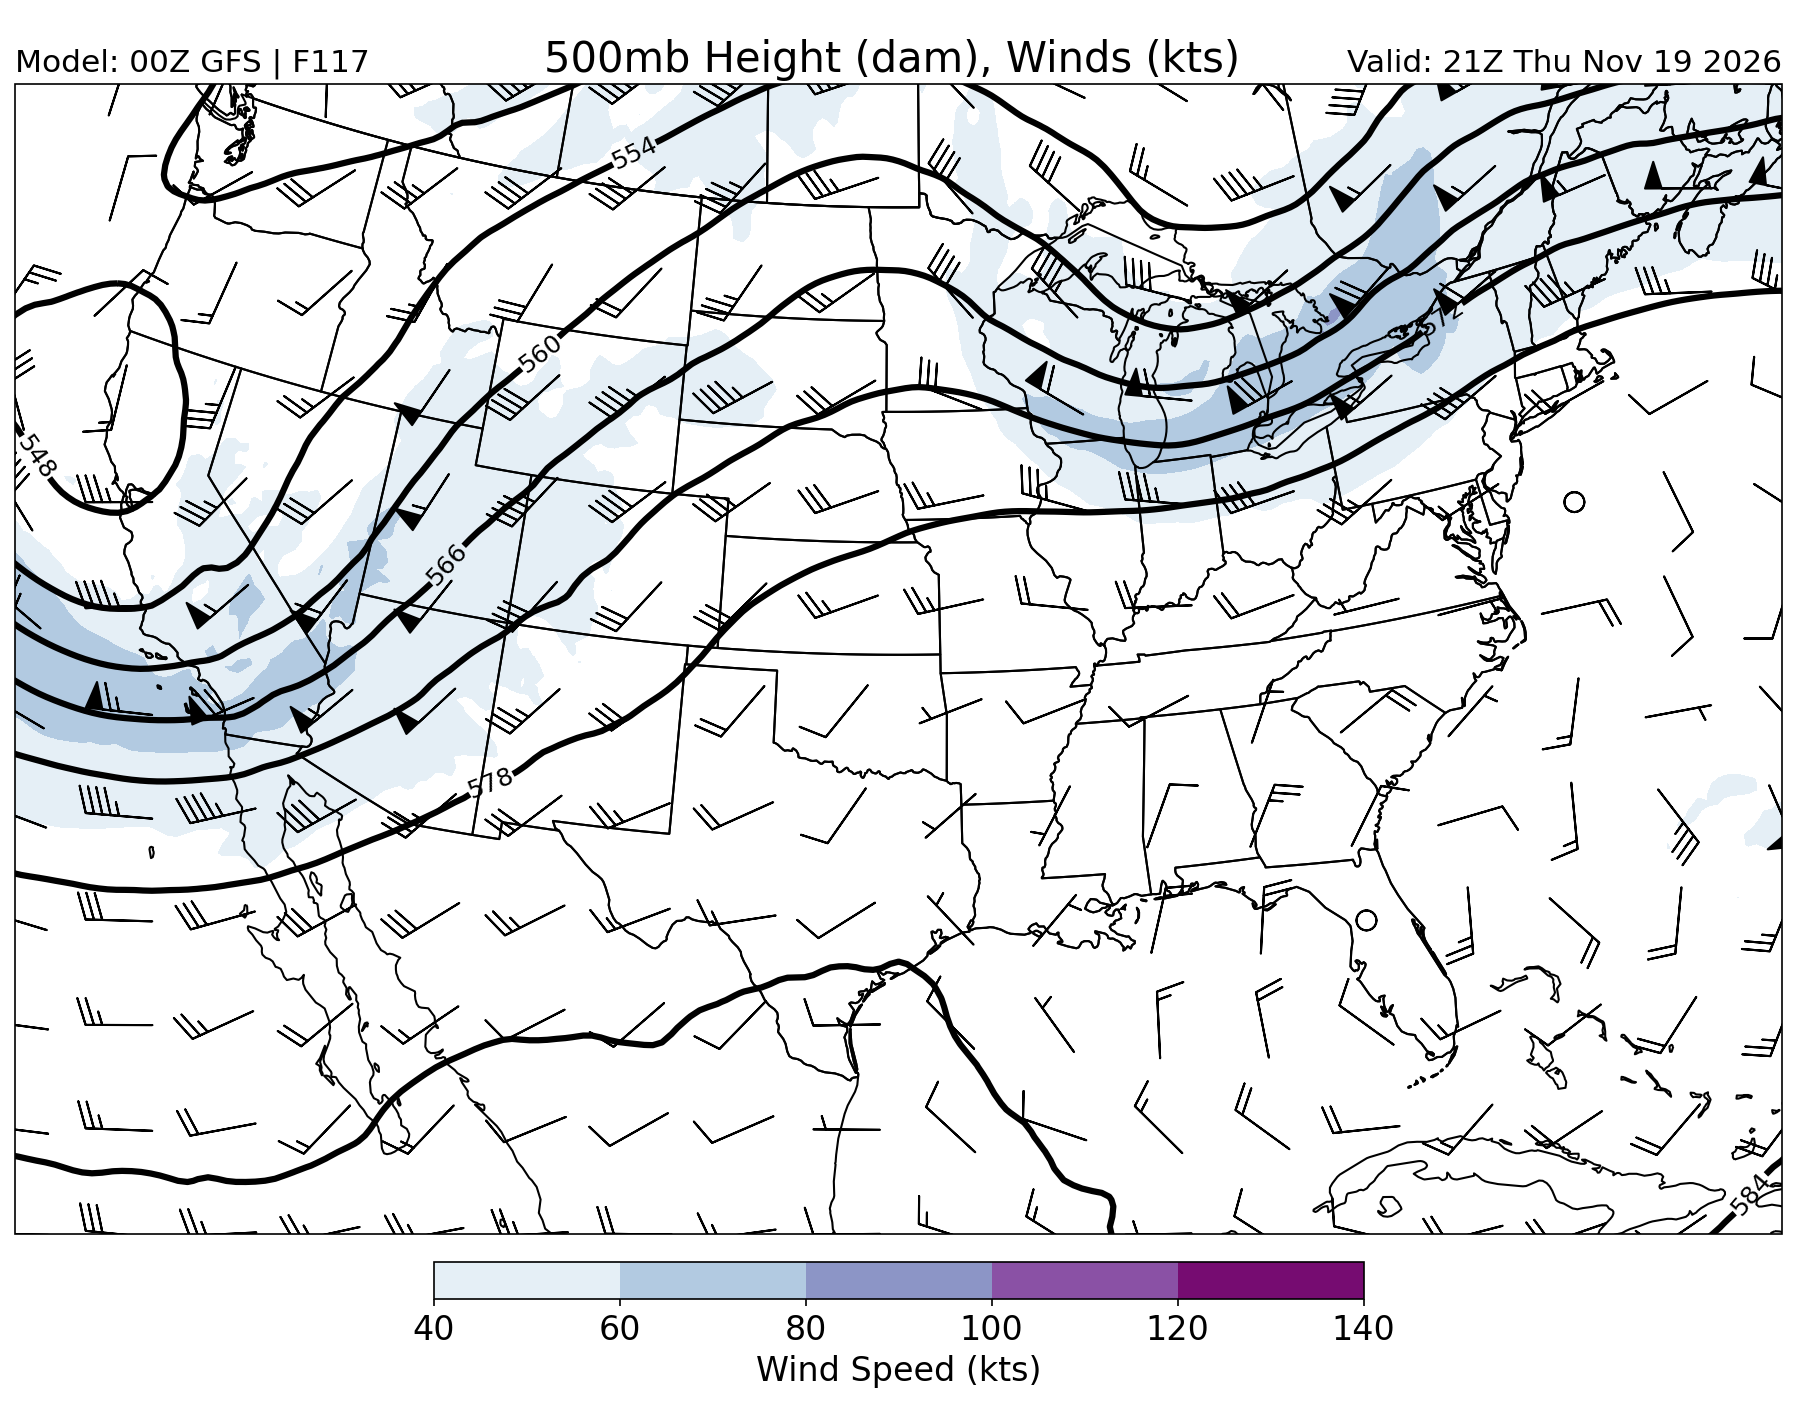 Model: 00Z GFS | F117
500mb Height (dam), Winds (kts)
Valid: 21Z Thu Nov 19 2026
554
560
548
566
578
584
40 60 80 100 120 140
Wind Speed (kts)